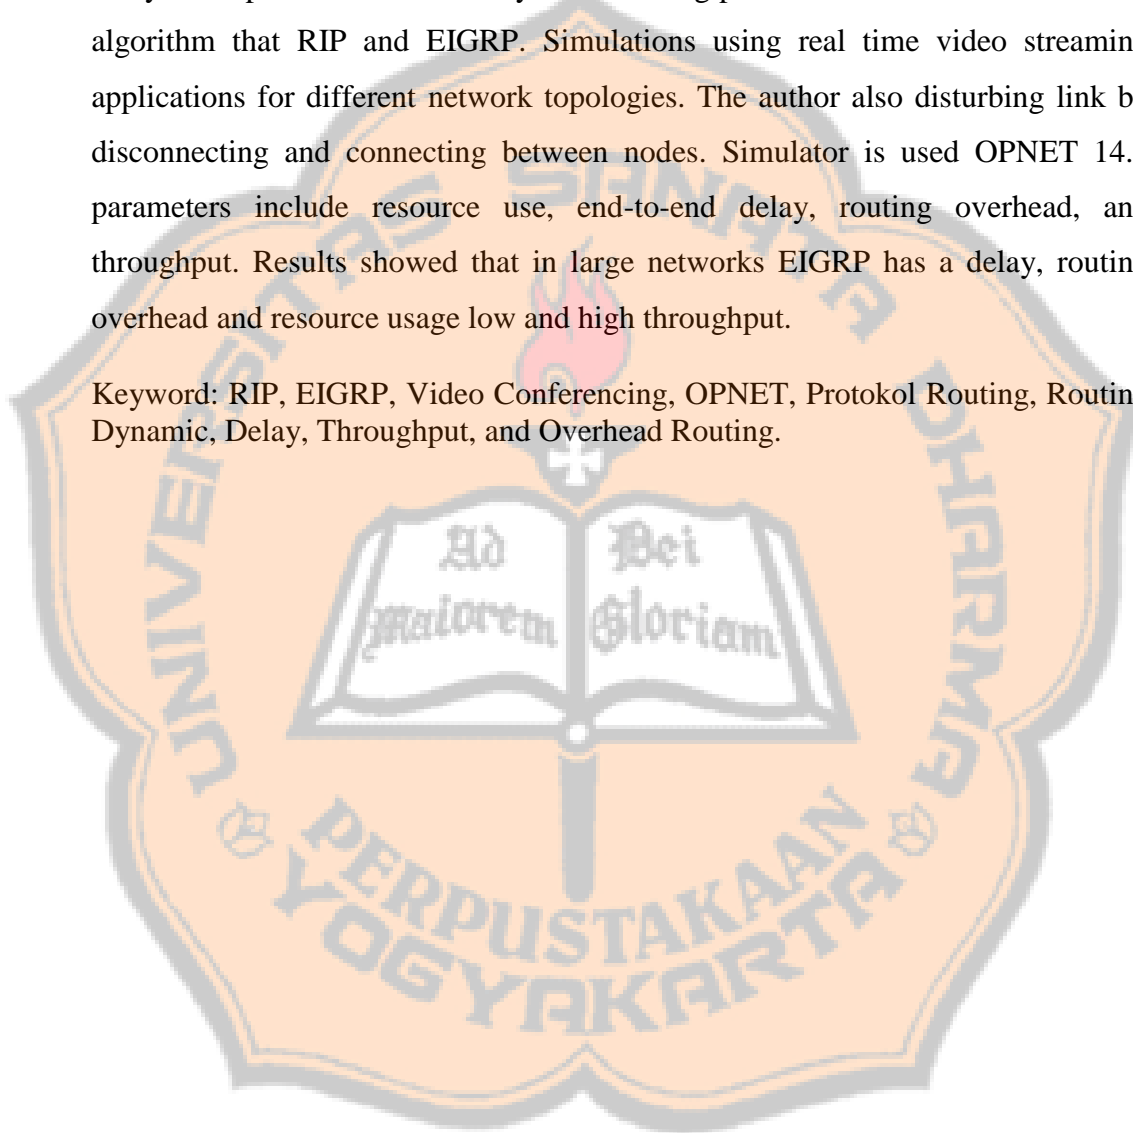 algorithm that RIP and EIGRP. Simulations using real time video streamin
applications for different network topologies. The author also disturbing link b
disconnecting and connecting between nodes. Simulator is used OPNET 14.
parameters include resource use, end-to-end delay, routing overhead, an
throughput. Results showed that in large networks EIGRP has a delay, routin
overhead and resource usage low and high throughput.
Keyword: RIP, EIGRP, Video Conferencing, OPNET, Protokol Routing, Routin
Dynamic, Delay, Throughput, and Overhead Routing.
UNIVERSITAS SANATA DHARMA
Ad Dei
maiorem Gloriam
PERPUSTAKAAN
YOGYAKARTA